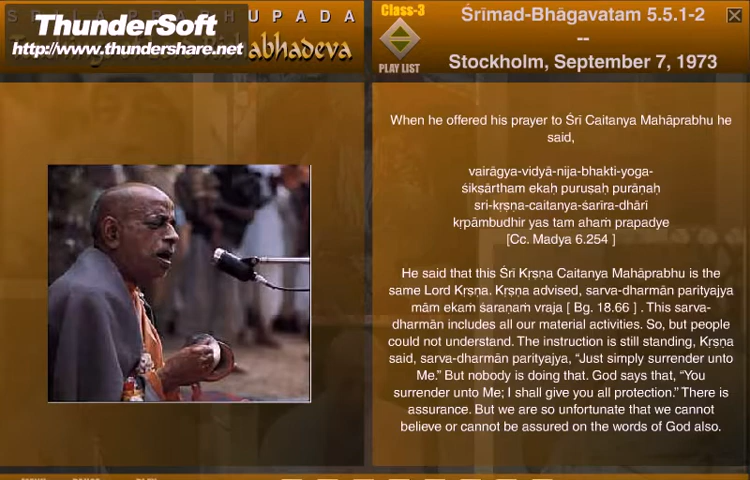 SRILA PRABHUPADA
ThunderSoft
http://www.thundershare.net
abhadeva
Class-3
PLAY LIST
Śrīmad-Bhāgavatam 5.5.1-2
--
Stockholm, September 7, 1973
When he offered his prayer to Śrī Caitanya Mahāprabhu he
said,
vairāgya-vidyā-nija-bhakti-yoga-
śikṣārtham ekaḥ puruṣaḥ purāṇaḥ
sri-kṛṣṇa-caitanya-śarīra-dhāri
kṛpāmbudhir yas tam ahaṁ prapadye
[Cc. Madya 6.254 ]
He said that this Śrī Kṛṣṇa Caitanya Mahāprabhu is the
same Lord Kṛṣṇa. Kṛṣṇa advised, sarva-dharmān parityajya
mām ekaṁ śaraṇaṁ vraja [ Bg. 18.66 ] . This sarva-
dharmān includes all our material activities. So, but people
could not understand. The instruction is still standing, Kṛṣṇa
said, sarva-dharmān parityajya, “Just simply surrender unto
Me.” But nobody is doing that. God says that, “You
surrender unto Me; I shall give you all protection.” There is
assurance. But we are so unfortunate that we cannot
believe or cannot be assured on the words of God also.